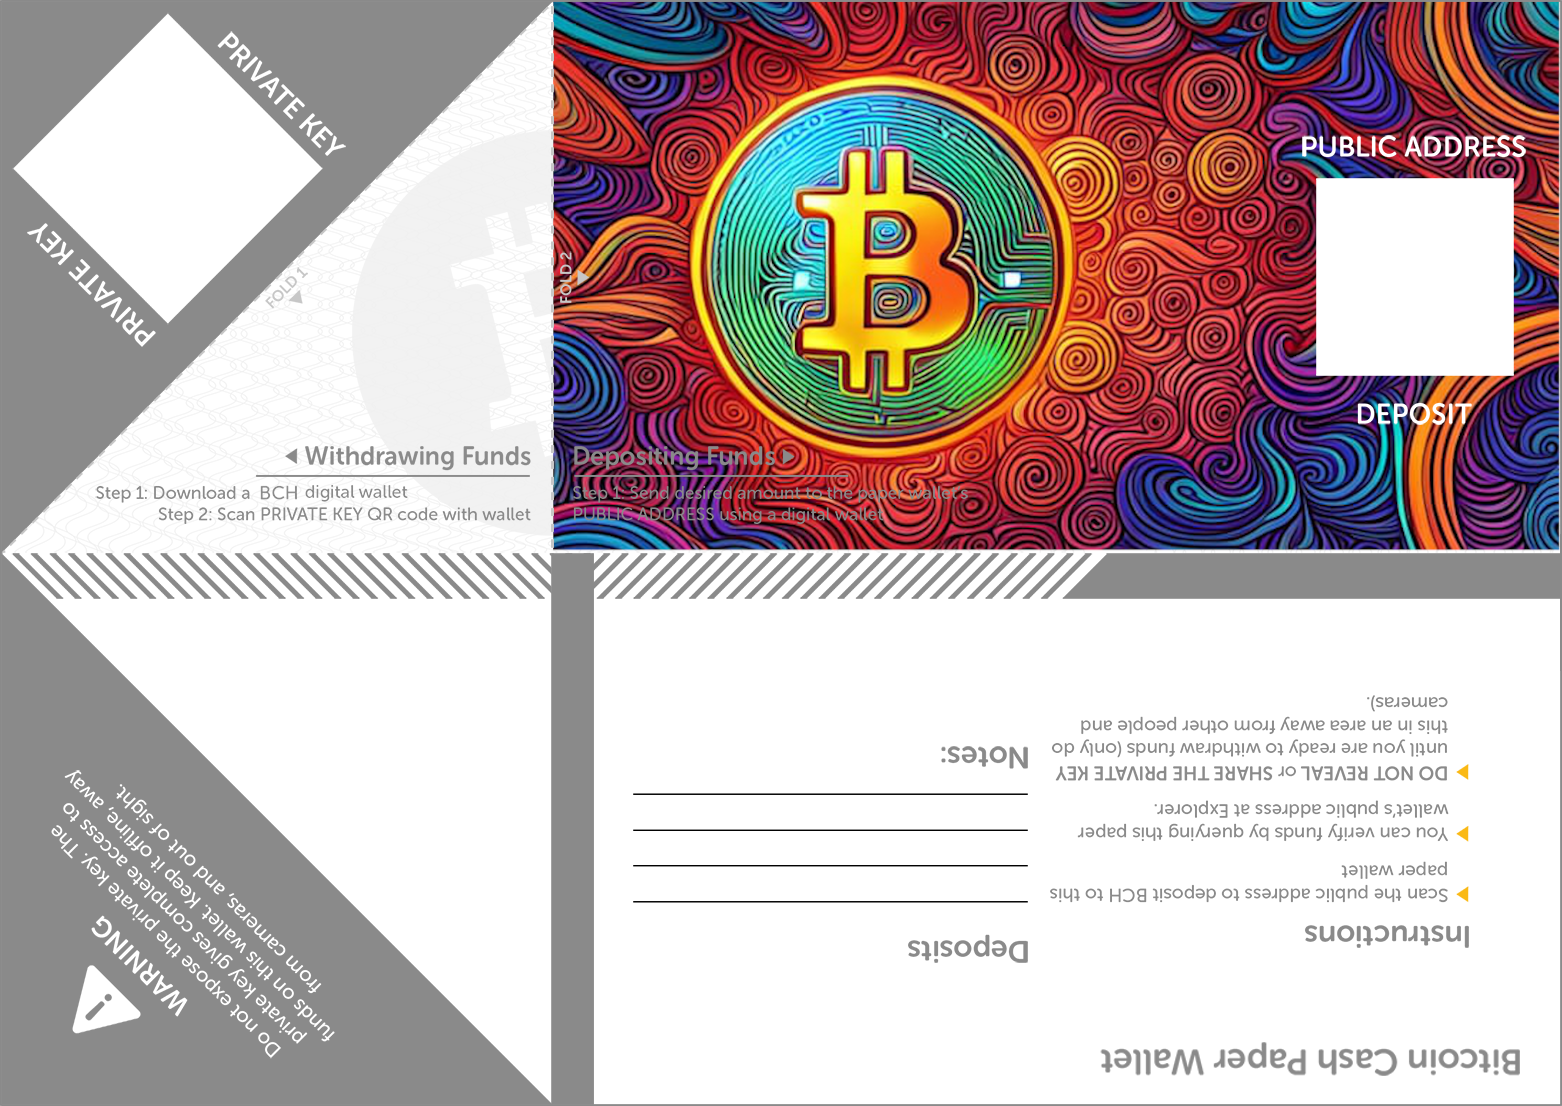 PRIVATE KEY
PRIVATE KEY
FOLD 1
Withdrawing Funds
Step 1: Download a BCH digital wallet
Step 2: Scan PRIVATE KEY QR code with wallet
FOLD 2
PUBLIC ADDRESS
DEPOSIT
Depositing Funds
Step 1: Send desired amount to the paper wallet's
PUBLIC ADDRESS using a digital wallet
WARNING
Do not expose the private key. The
private key gives complete access to
funds on this wallet. Keep it offline, away
from cameras, and out of sight.
Bitcoin Cash Paper Wallet
Instructions
Scan the public address to deposit BCH to this
paper wallet
You can verify funds by querying this paper
wallet's public address at Explorer.
DO NOT REVEAL or SHARE THE PRIVATE KEY
until you are ready to withdraw funds (only do
this in an area away from other people and
cameras).
Deposits
Notes: